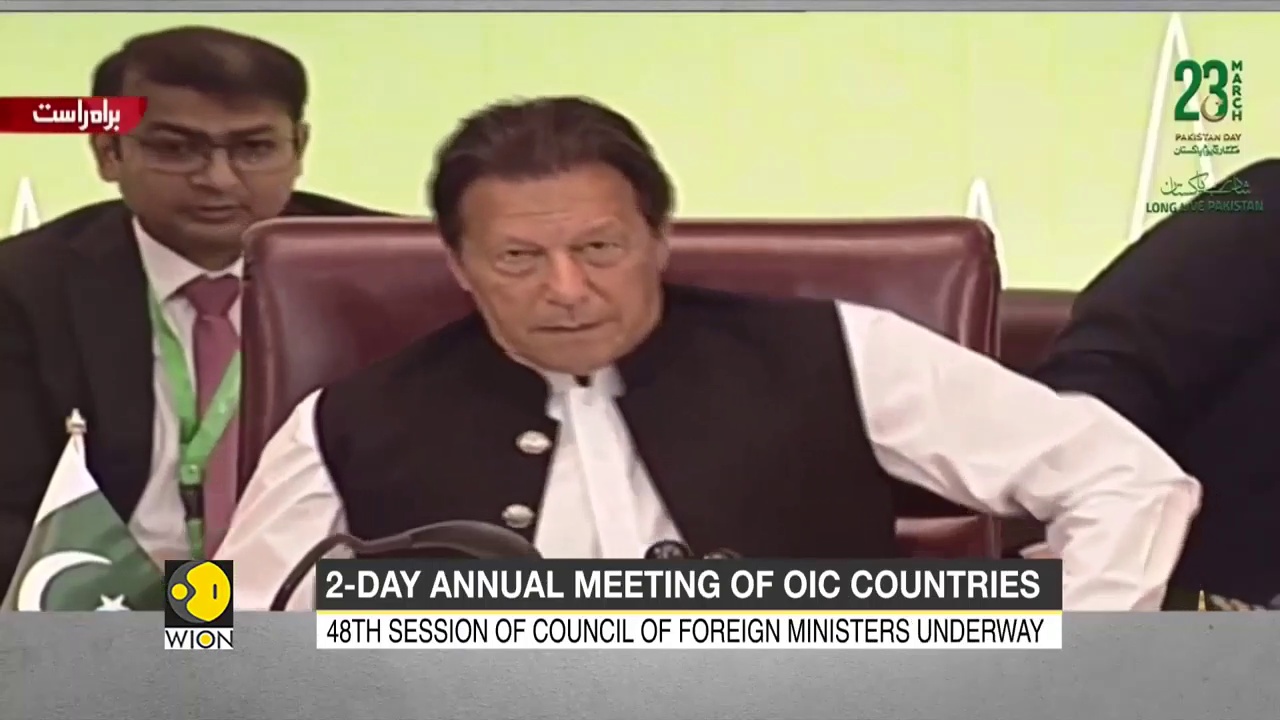 براہ راست
23
MARCH
PAKISTAN DAY
LONG LIVE PAKISTAN
WION
2-DAY ANNUAL MEETING OF OIC COUNTRIES
48TH SESSION OF COUNCIL OF FOREIGN MINISTERS UNDERWAY